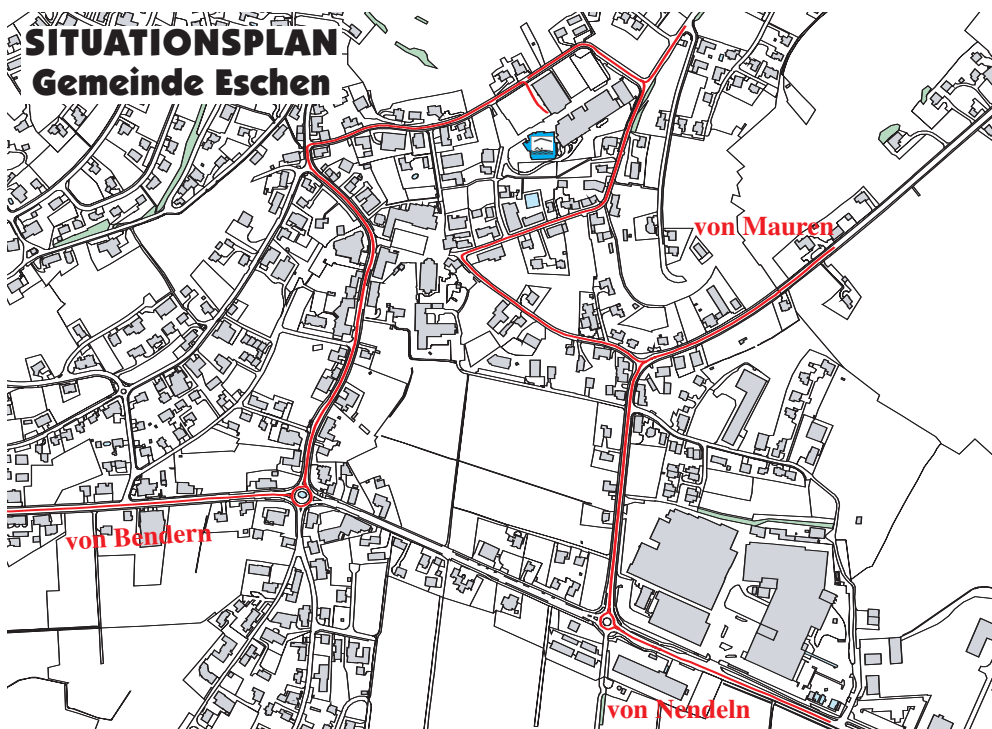 SITUATIONSPLAN
Gemeinde Eschen
von Mauren
von Bendern
von Nendeln